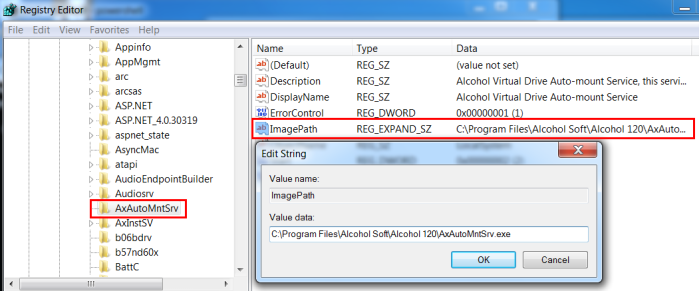 Registry Editor
File Edit View Favorites Help
Appinfo
AppMgmt
arc
arcsas
ASP.NET
ASP.NET_4.0.30319
aspnet_state
AsyncMac
atapi
AudioEndpointBuilder
Audiosrv
AxAutoMntSrv
AxInstSV
b06bdrv
b57nd60x
BattC
Name Type Data
(Default) REG_SZ (value not set)
Description REG_SZ Alcohol Virtual Drive Auto-mount Service, this servi...
DisplayName REG_SZ Alcohol Virtual Drive Auto-mount Service
ErrorControl REG_DWORD 0x00000001 (1)
ImagePath REG_EXPAND_SZ C:\Program Files\Alcohol Soft\Alcohol 120\AxAuto...
Edit String
Value name:
ImagePath
Value data:
C:\Program Files\Alcohol Soft\Alcohol 120\AxAutoMntSrv.exe
OK Cancel